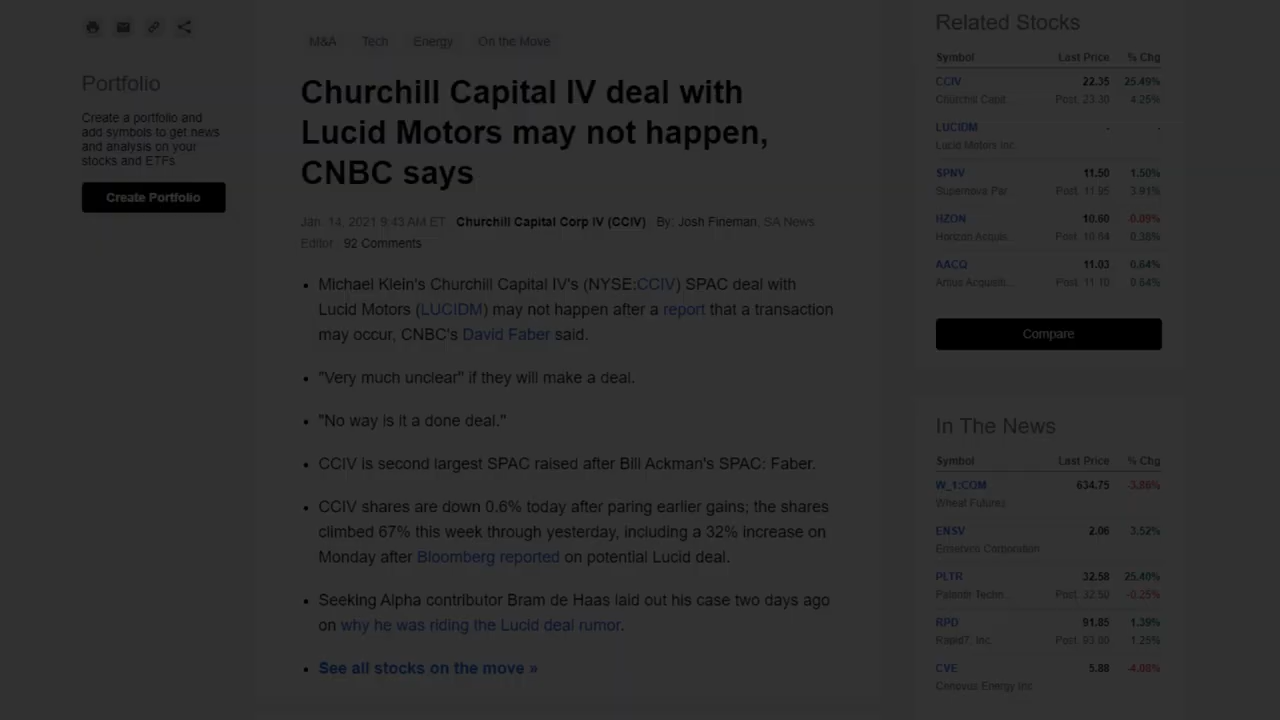 Portfolio
Create a portfolio and
add symbols to get news
and analysis on your
stocks and ETFs
Create Portfolio
M&A Tech Energy On the Move
Churchill Capital IV deal with
Lucid Motors may not happen,
CNBC says
Jan. 14, 2021 9:43 AM ET Churchill Capital Corp IV (CCIV) By: Josh Fineman, SA News
Editor 92 Comments
• Michael Klein's Churchill Capital IV's (NYSE:CCIV) SPAC deal with
Lucid Motors (LUCIDM) may not happen after a report that a transaction
may occur, CNBC's David Faber said.
• "Very much unclear" if they will make a deal.
• "No way is it a done deal."
• CCIV is second largest SPAC raised after Bill Ackman's SPAC: Faber.
• CCIV shares are down 0.6% today after paring earlier gains; the shares
climbed 67% this week through yesterday, including a 32% increase on
Monday after Bloomberg reported on potential Lucid deal.
• Seeking Alpha contributor Bram de Haas laid out his case two days ago
on why he was riding the Lucid deal rumor.
• See all stocks on the move »
Related Stocks
Symbol Last Price % Chg
CCIV 22.35 25.49%
Churchill Capit... Post. 23.30 4.25%
LUCIDM - -
Lucid Motors Inc.
SPNV 11.50 1.50%
Supernova Par... Post. 11.95 3.91%
HZON 10.60 -0.09%
Horizon Acquis... Post. 10.64 0.38%
AACQ 11.03 0.64%
Artius Acquisiti... Post. 11.10 0.64%
Compare
In The News
Symbol Last Price % Chg
W_1:COM 634.75 -3.86%
Wheat Futures
ENSV 2.06 3.52%
Enservco Corporation
PLTR 32.58 25.40%
Palantir Techn... Post. 32.50 -0.25%
RPD 91.85 1.39%
Rapid7, Inc. Post. 93.00 1.25%
CVE 5.88 -4.08%
Cenovus Energy Inc